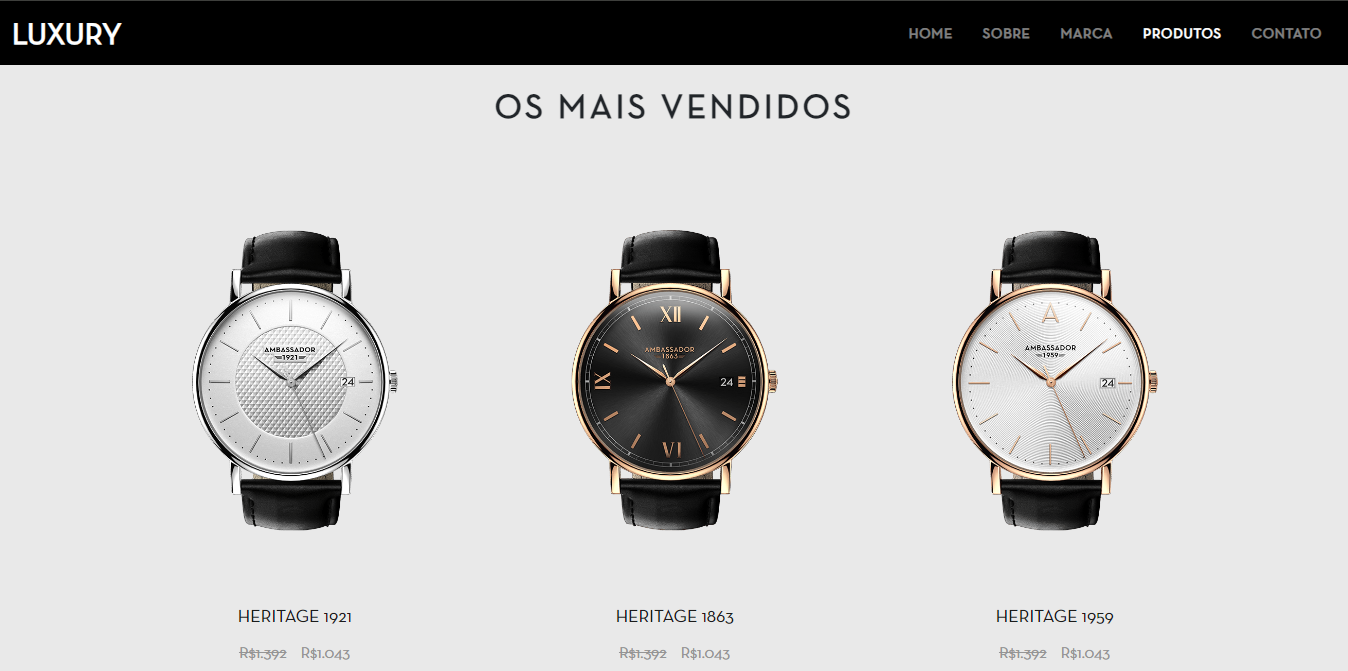 LUXURY HOME SOBRE MARCA PRODUTOS CONTATO
OS MAIS VENDIDOS
AMBASSADOR
1921
24
XII
AMBASSADOR
1863
IX
24
VI
A
AMBASSADOR
1959
24
HERITAGE 1921
HERITAGE 1863
HERITAGE 1959
R$1.392 R$1.043
R$1.392 R$1.043
R$1.392 R$1.043